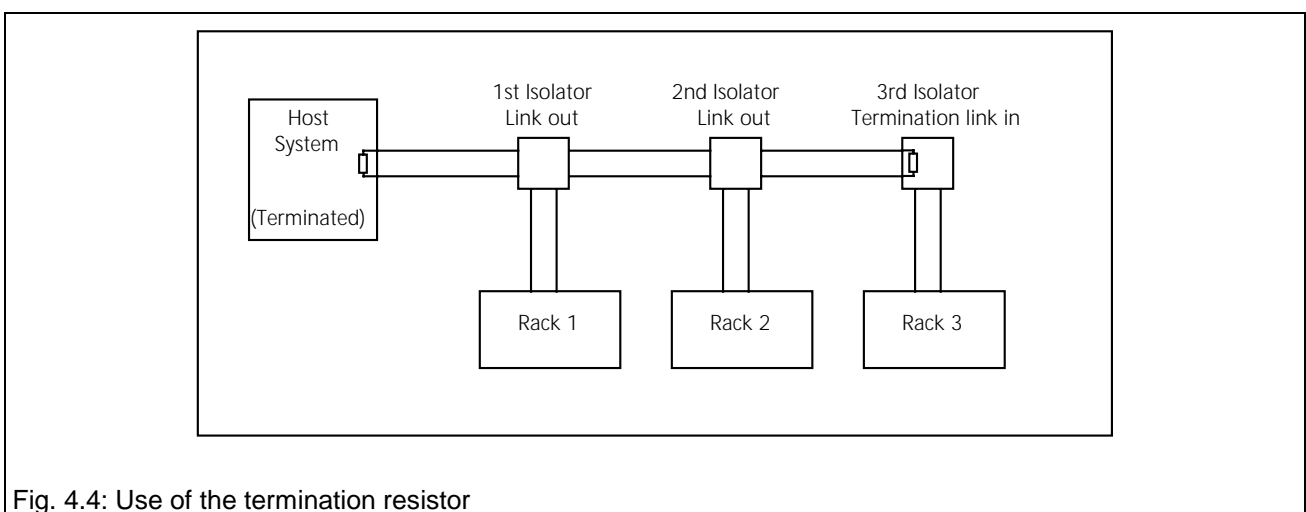 1st Isolator
Link out
2nd Isolator
Link out
3rd Isolator
Termination link in
Host
System
(Terminated)
Rack 1
Rack 2
Rack 3
Fig. 4.4: Use of the termination resistor